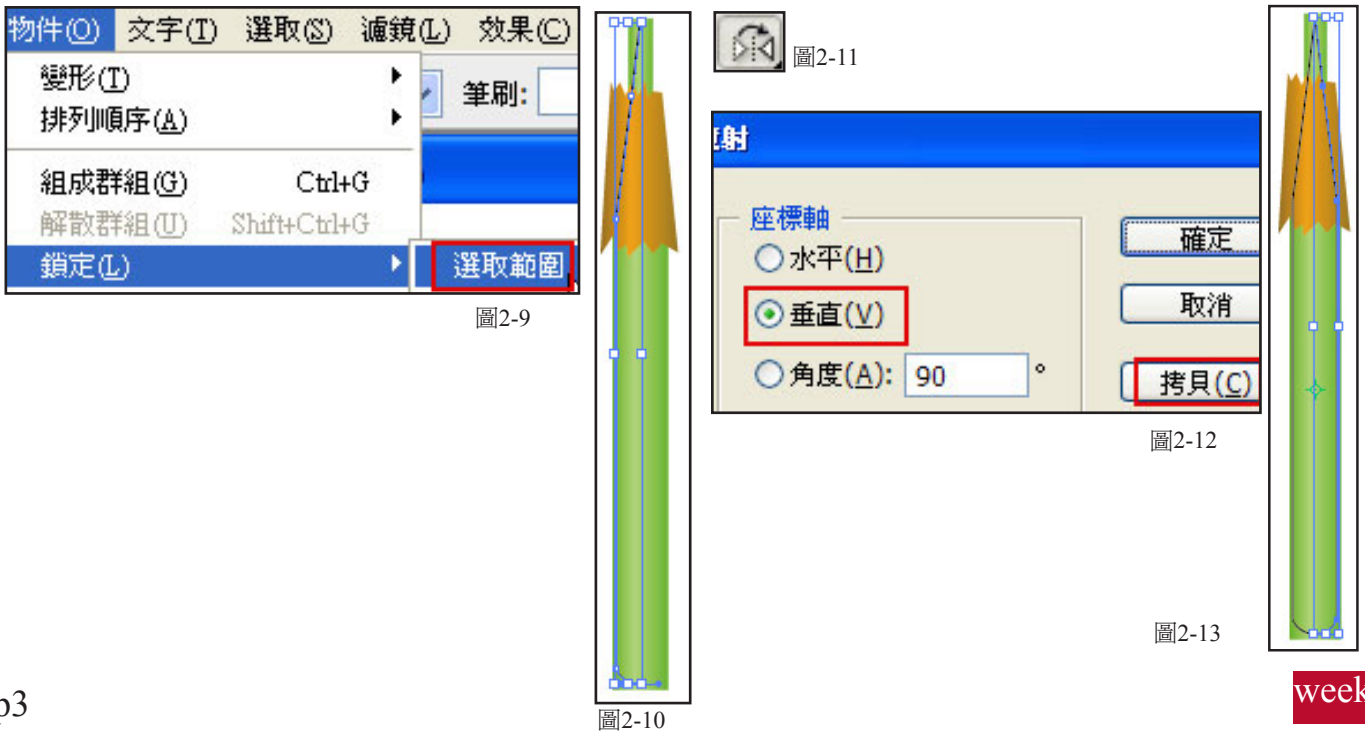 物件(O) 文字(T) 選取(S) 濾鏡(L) 效果(C)
變形(T)
筆刷:
排列順序(A)
組成群組(G) Ctrl+G
解散群組(U) Shift+Ctrl+G
鎖定(L) 選取範圍
圖2-9
圖2-10
圖2-11
射
座標軸
水平(H)
垂直(V)
角度(A): 90 °
確定
取消
拷貝(C)
圖2-12
圖2-13
p3
week